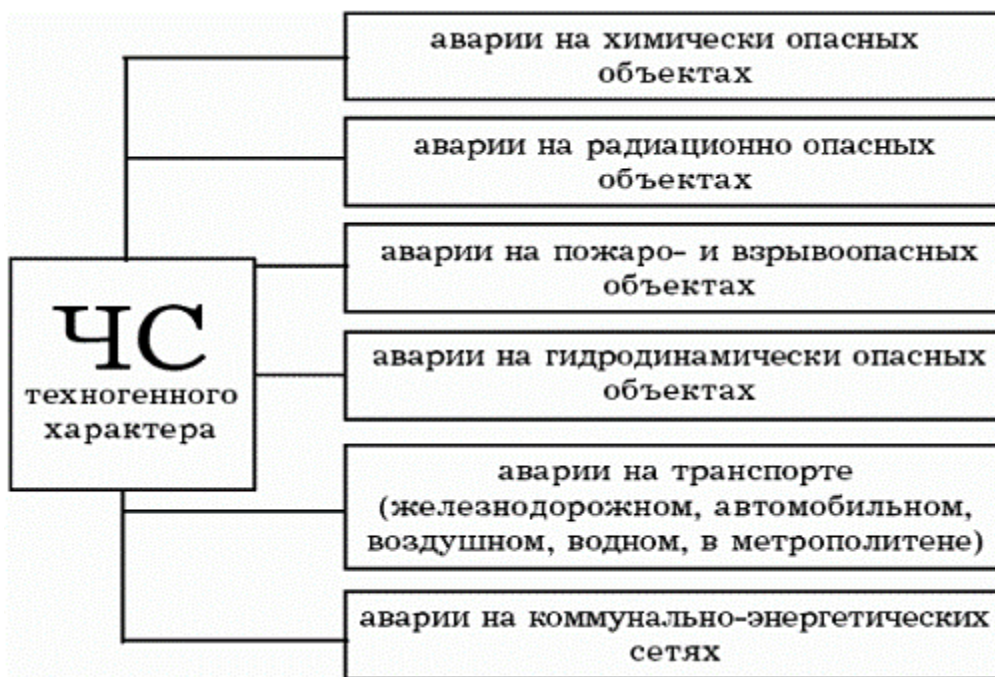 аварии на химически опасных
объектах
аварии на радиационно опасных
объектах
аварии на пожаро- и взрывоопасных
объектах
ЧС
техногенного
характера
аварии на гидродинамически опасных
объектах
аварии на транспорте
(железнодорожном, автомобильном,
воздушном, водном, в метрополитене)
аварии на коммунально-энергетических
сетях